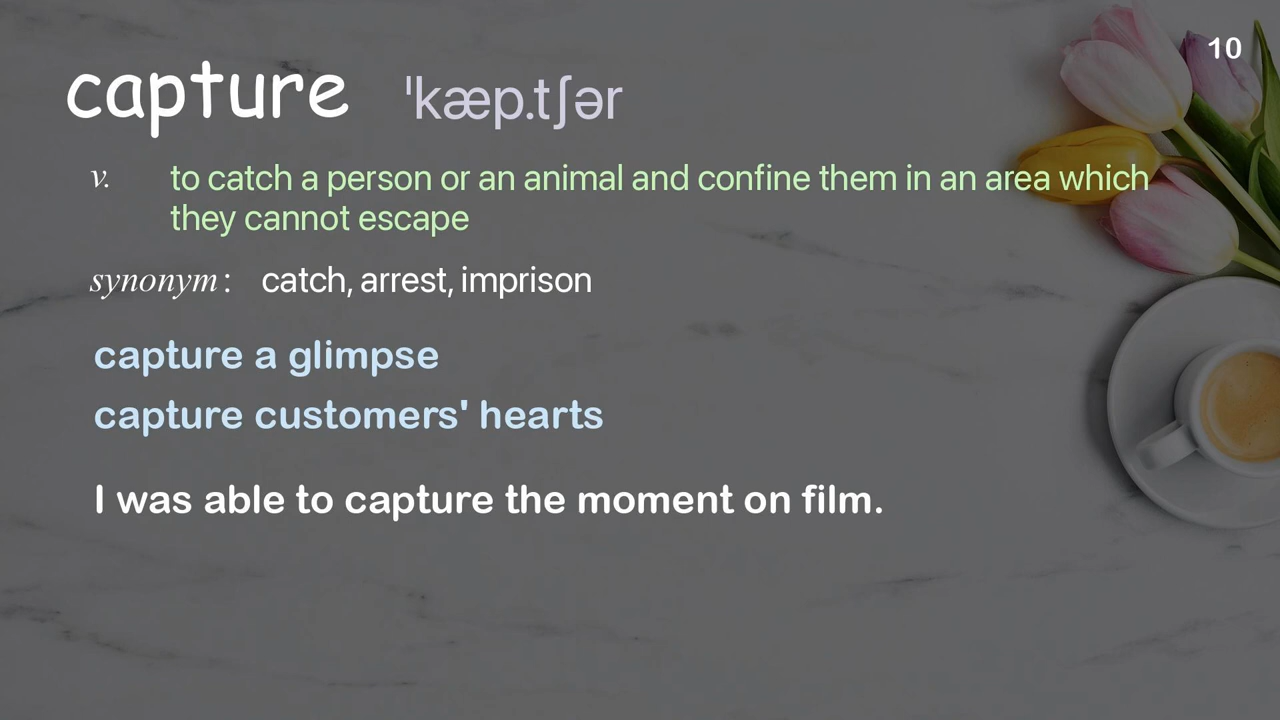 10
capture ˈkæp.tʃər
v. to catch a person or an animal and confine them in an area which
they cannot escape
synonym: catch, arrest, imprison
capture a glimpse
capture customers' hearts
I was able to capture the moment on film.